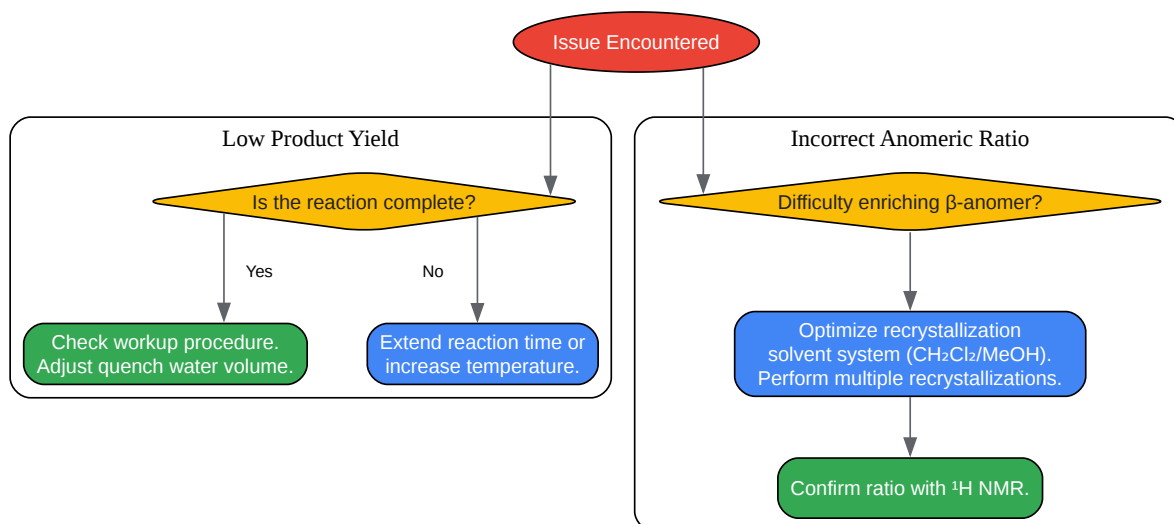 Issue Encountered
Low Product Yield
Is the reaction complete?
Yes
No
Check workup procedure.
Adjust quench water volume.
Extend reaction time or
increase temperature.
Incorrect Anomeric Ratio
Difficulty enriching β-anomer?
Optimize recrystallization
solvent system (CH₂Cl₂/MeOH).
Perform multiple recrystallizations.
Confirm ratio with ¹H NMR.